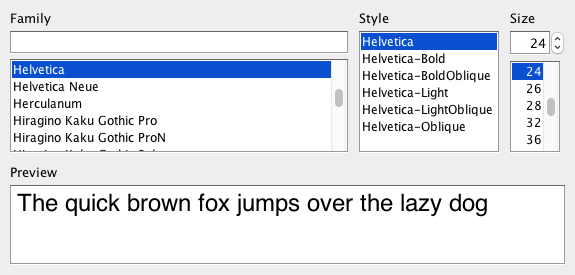 Family
Style
Size
24
Helvetica
Helvetica Neue
Herculanum
Hiragino Kaku Gothic Pro
Hiragino Kaku Gothic ProN
Helvetica
Helvetica-Bold
Helvetica-BoldOblique
Helvetica-Light
Helvetica-LightOblique
Helvetica-Oblique
24
26
28
32
36
Preview
The quick brown fox jumps over the lazy dog